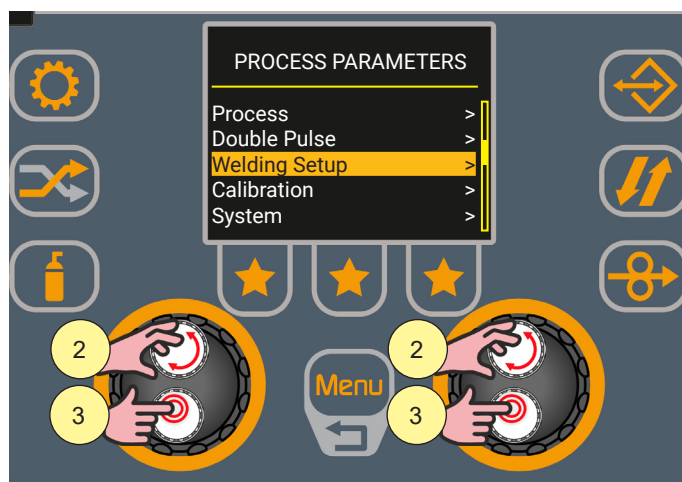 PROCESS PARAMETERS
Process >
Double Pulse >
Welding Setup >
Calibration >
System >
2
2
3
Menu
3